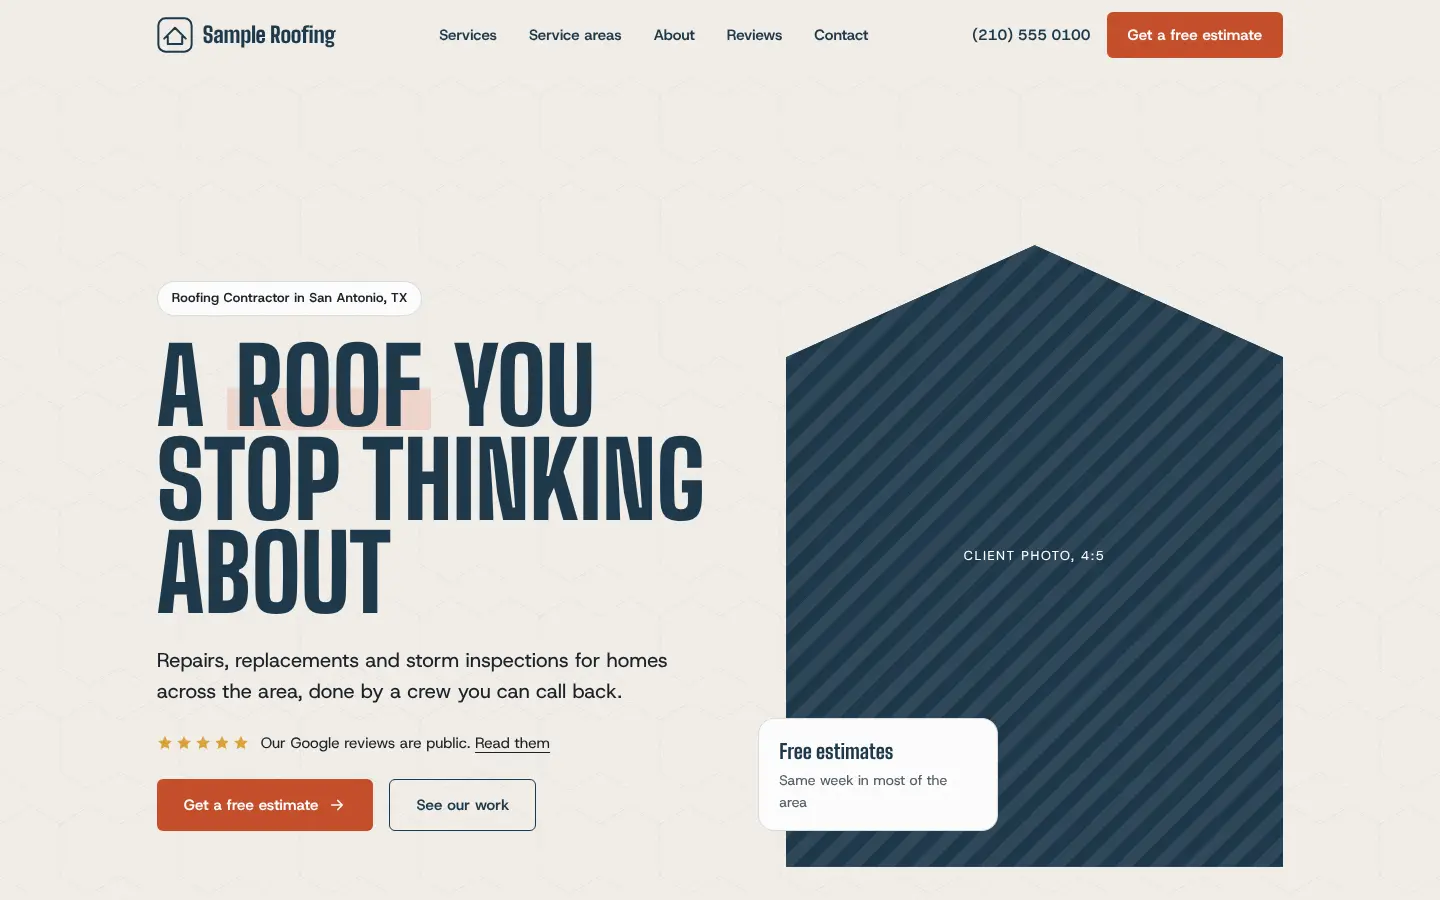 Sample Roofing
Services
Service areas
About
Reviews
Contact
(210) 555 0100
Get a free estimate
Roofing Contractor in San Antonio, TX
A ROOF YOU
STOP THINKING
ABOUT
Repairs, replacements and storm inspections for homes
across the area, done by a crew you can call back.
Our Google reviews are public. Read them
Get a free estimate →
See our work
CLIENT PHOTO, 4:5
Free estimates
Same week in most of the
area